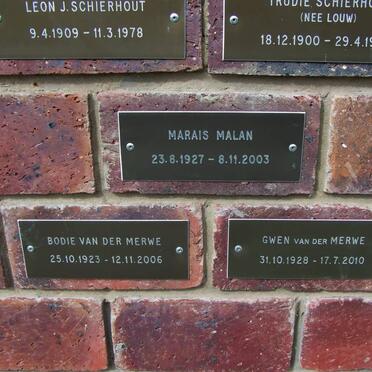 LEON J. SCHIERHOUT
9.4.1909 – 11.3.1978
TRUDIE
(NEE LOUW)
18.12.1900 – 29.4.
MARAIS MALAN
23.8.1927 – 8.11.2003
BODIE VAN DER MERWE
25.10.1923 – 12.11.2006
GWEN VAN DER MERWE
31.10.1928 – 17.7.2010